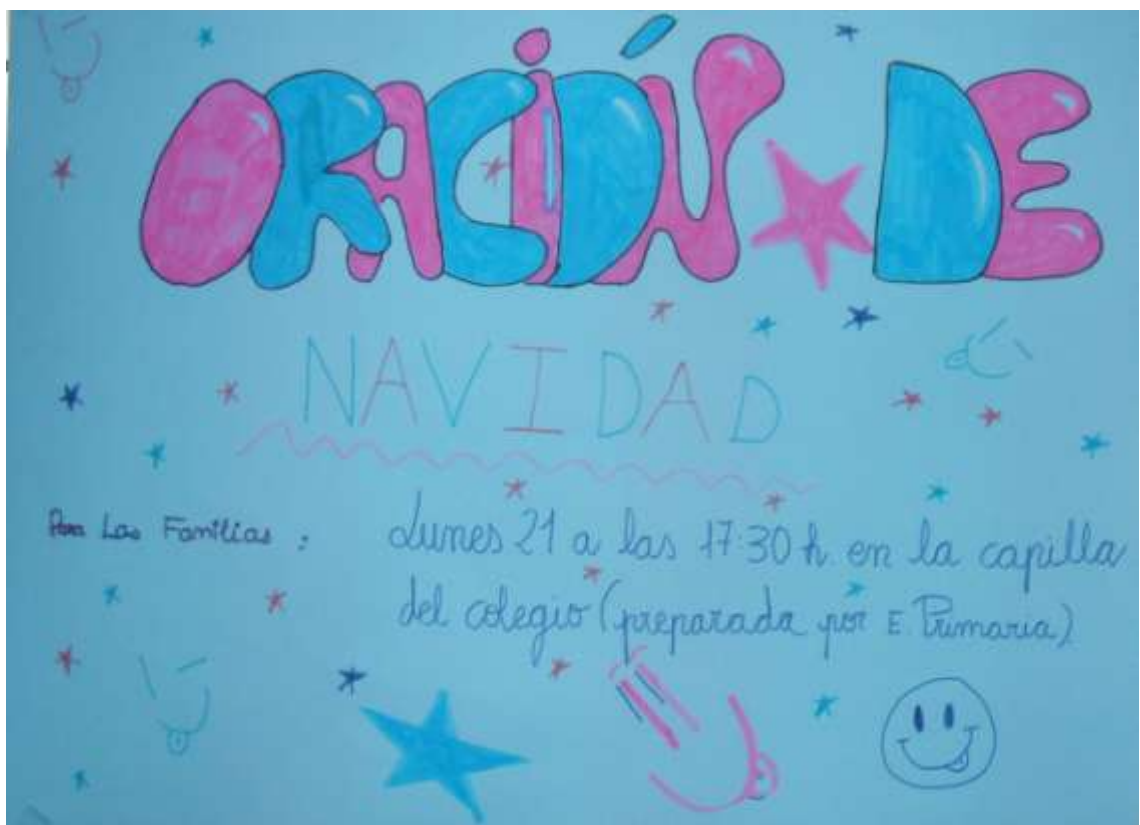 ORACIÓN DE
NAVIDAD
Para Las Familias : Lunes 21 a las 17:30 h. en la capilla
del colegio (preparada por E. Primaria)